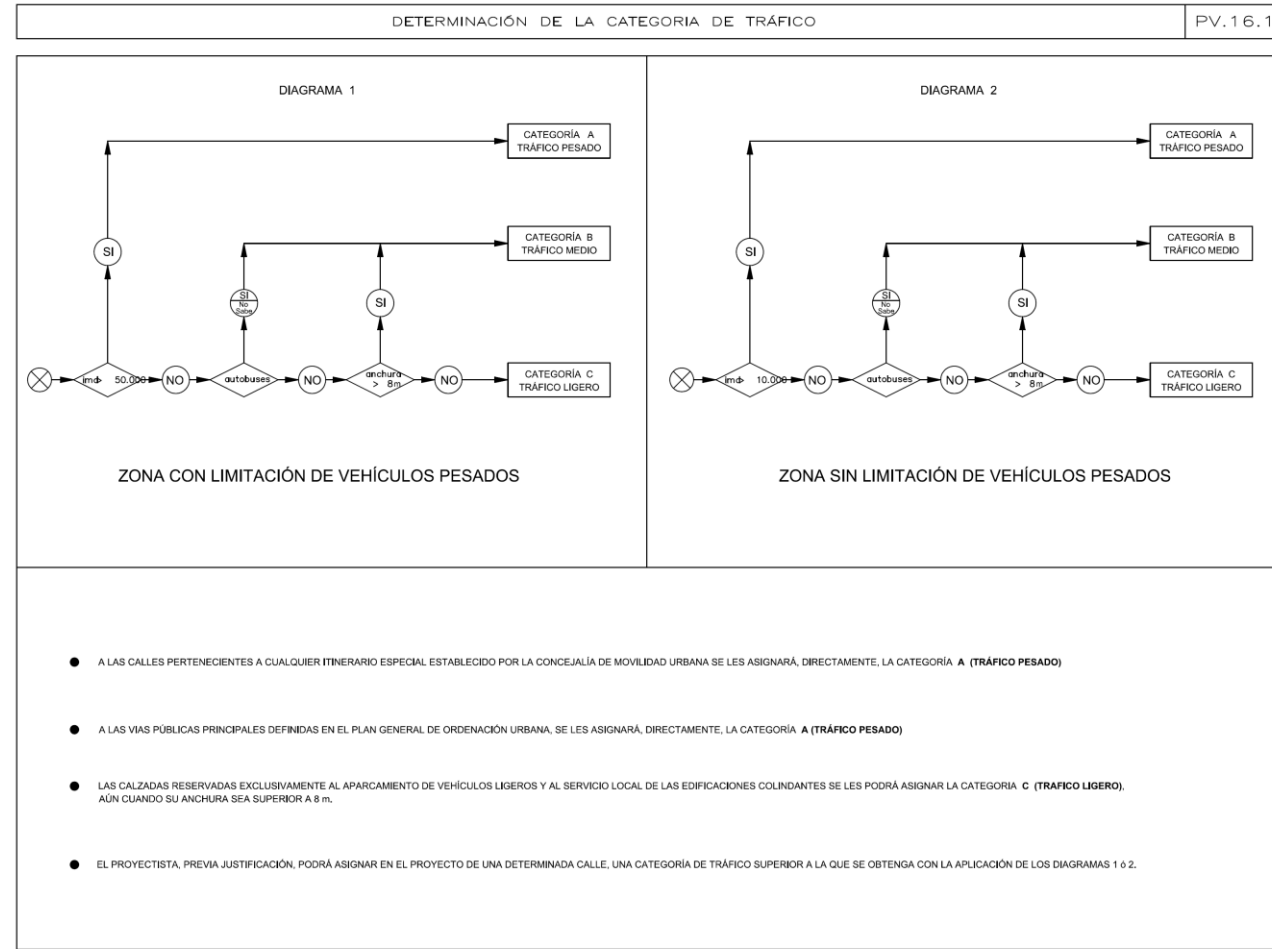 DETERMINACIÓN DE LA CATEGORIA DE TRÁFICO
PV.16.1
DIAGRAMA 1
CATEGORÍA A
TRÁFICO PESADO
SI
CATEGORÍA B
TRÁFICO MEDIO
SI
No
Sabe
SI
imd> 50.000
NO
autobuses
NO
anchura
> 8m
NO
CATEGORÍA C
TRÁFICO LIGERO
ZONA CON LIMITACIÓN DE VEHÍCULOS PESADOS
DIAGRAMA 2
CATEGORÍA A
TRÁFICO PESADO
SI
CATEGORÍA B
TRÁFICO MEDIO
SI
No
Sabe
SI
imd> 10.000
NO
autobuses
NO
anchura
> 8m
NO
CATEGORÍA C
TRÁFICO LIGERO
ZONA SIN LIMITACIÓN DE VEHÍCULOS PESADOS
● A LAS CALLES PERTENECIENTES A CUALQUIER ITINERARIO ESPECIAL ESTABLECIDO POR LA CONCEJALÍA DE MOVILIDAD URBANA SE LES ASIGNARÁ, DIRECTAMENTE, LA CATEGORÍA A (TRÁFICO PESADO)
● A LAS VIAS PÚBLICAS PRINCIPALES DEFINIDAS EN EL PLAN GENERAL DE ORDENACIÓN URBANA, SE LES ASIGNARÁ, DIRECTAMENTE, LA CATEGORÍA A (TRÁFICO PESADO)
● LAS CALZADAS RESERVADAS EXCLUSIVAMENTE AL APARCAMIENTO DE VEHÍCULOS LIGEROS Y AL SERVICIO LOCAL DE LAS EDIFICACIONES COLINDANTES SE LES PODRÁ ASIGNAR LA CATEGORIA C (TRAFICO LIGERO),
AÚN CUANDO SU ANCHURA SEA SUPERIOR A 8 m.
● EL PROYECTISTA, PREVIA JUSTIFICACIÓN, PODRÁ ASIGNAR EN EL PROYECTO DE UNA DETERMINADA CALLE, UNA CATEGORÍA DE TRÁFICO SUPERIOR A LA QUE SE OBTENGA CON LA APLICACIÓN DE LOS DIAGRAMAS 1 ó 2.